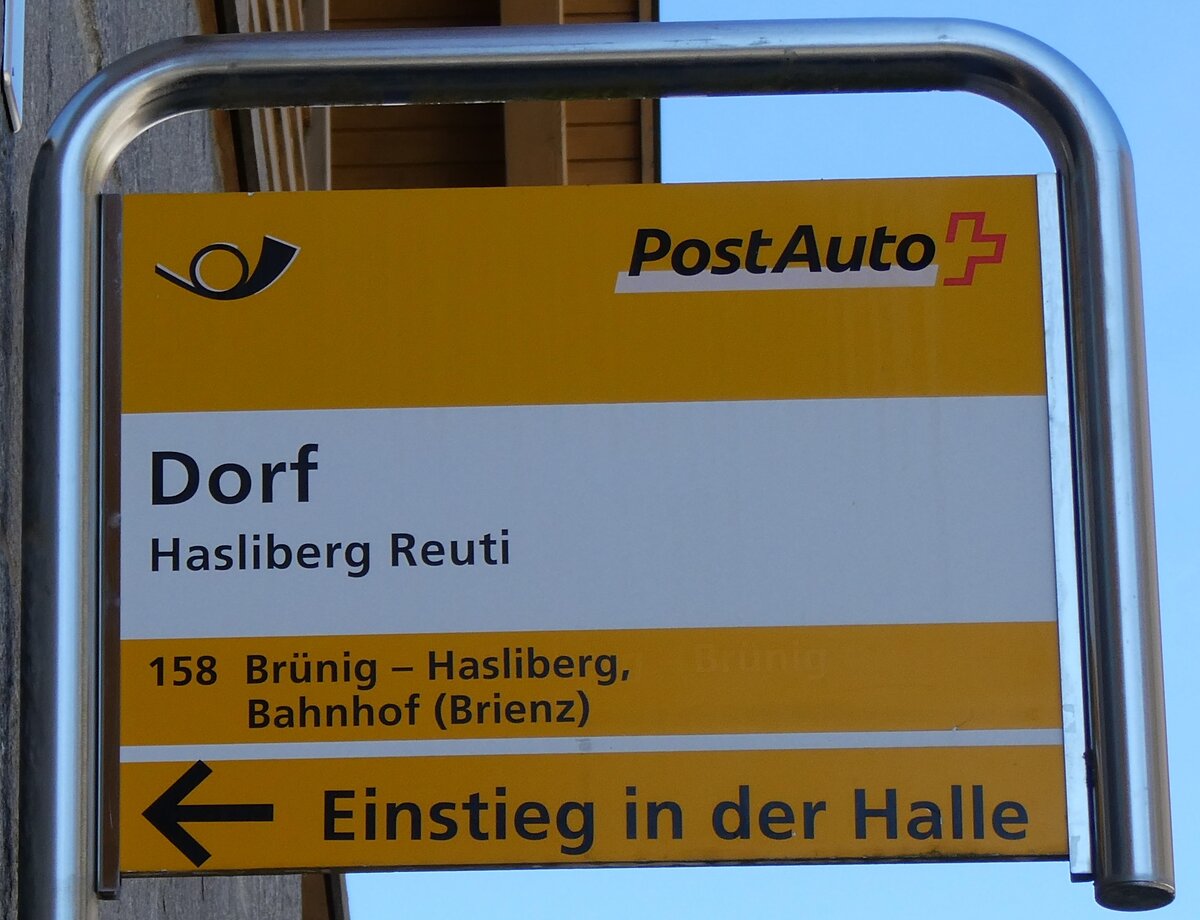 PostAuto
Dorf
Hasliberg Reuti
158 Brünig – Hasliberg,
Bahnhof (Brienz)
Einstieg in der Halle